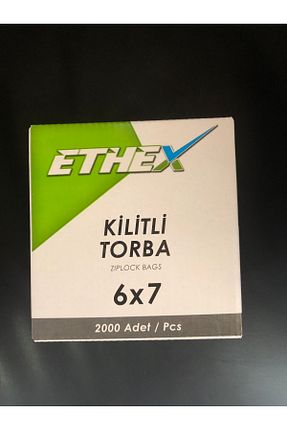 ETHEX
KİLİTLİ
TORBA
ZIPLOCK BAGS
6x7
2000 Adet / Pcs